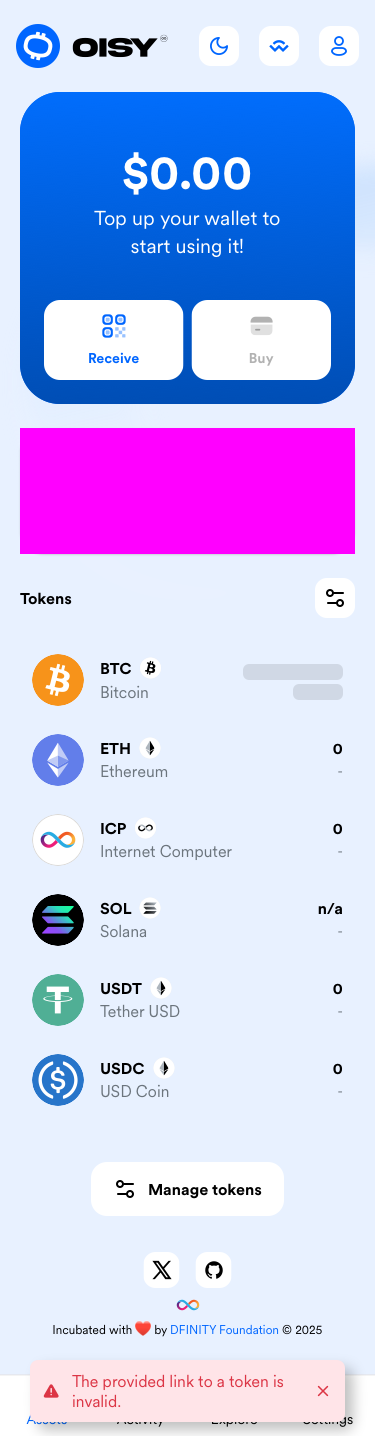 OISY
$0.00
Top up your wallet to
start using it!
Receive
Buy
Tokens
BTC
Bitcoin
ETH
0
Ethereum
-
ICP
0
Internet Computer
-
SOL
n/a
Solana
-
USDT
0
Tether USD
-
USDC
0
USD Coin
-
Manage tokens
Incubated with ❤️ by DFINITY Foundation © 2025
The provided link to a token is
invalid.
Assets
Activity
Explore
Settings